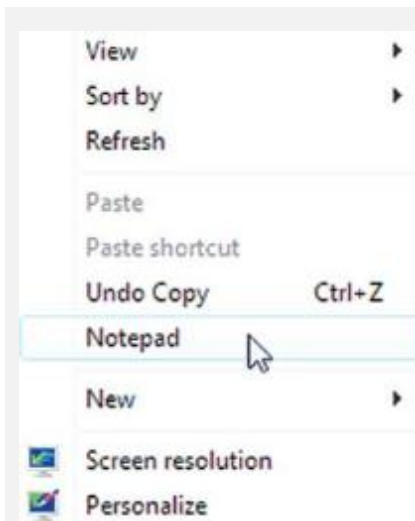 View
Sort by
Refresh
Paste
Paste shortcut
Undo Copy Ctrl+Z
Notepad
New
Screen resolution
Personalize